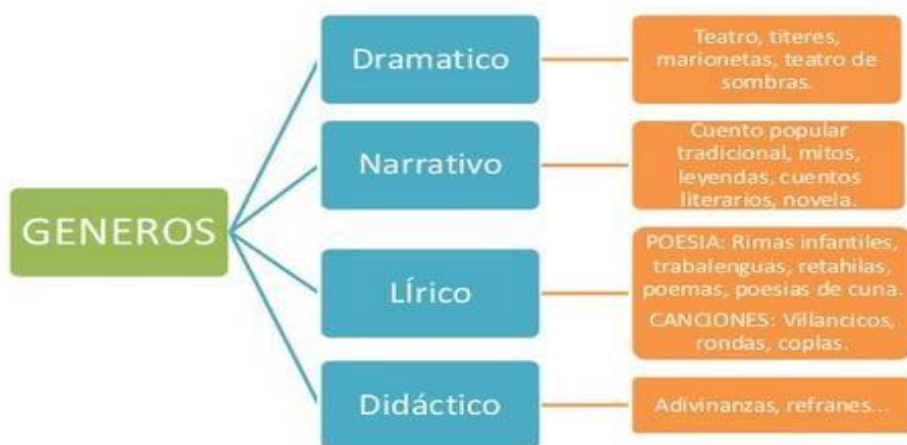 GENEROS
Dramatico
Teatro, titeres,
marionetas, teatro de
sombras.
Narrativo
Cuento popular
tradicional, mitos,
leyendas, cuentos
literarios, novela.
LÍrico
POESIA: Rimas infantiles,
trabalenguas, retahilas,
poemas, poesias de cuna.
CANCIONES: Villancicos,
rondas, coplas.
Didáctico
Adivinanzas, refranes...